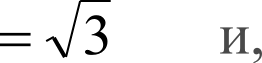 =√3 и,